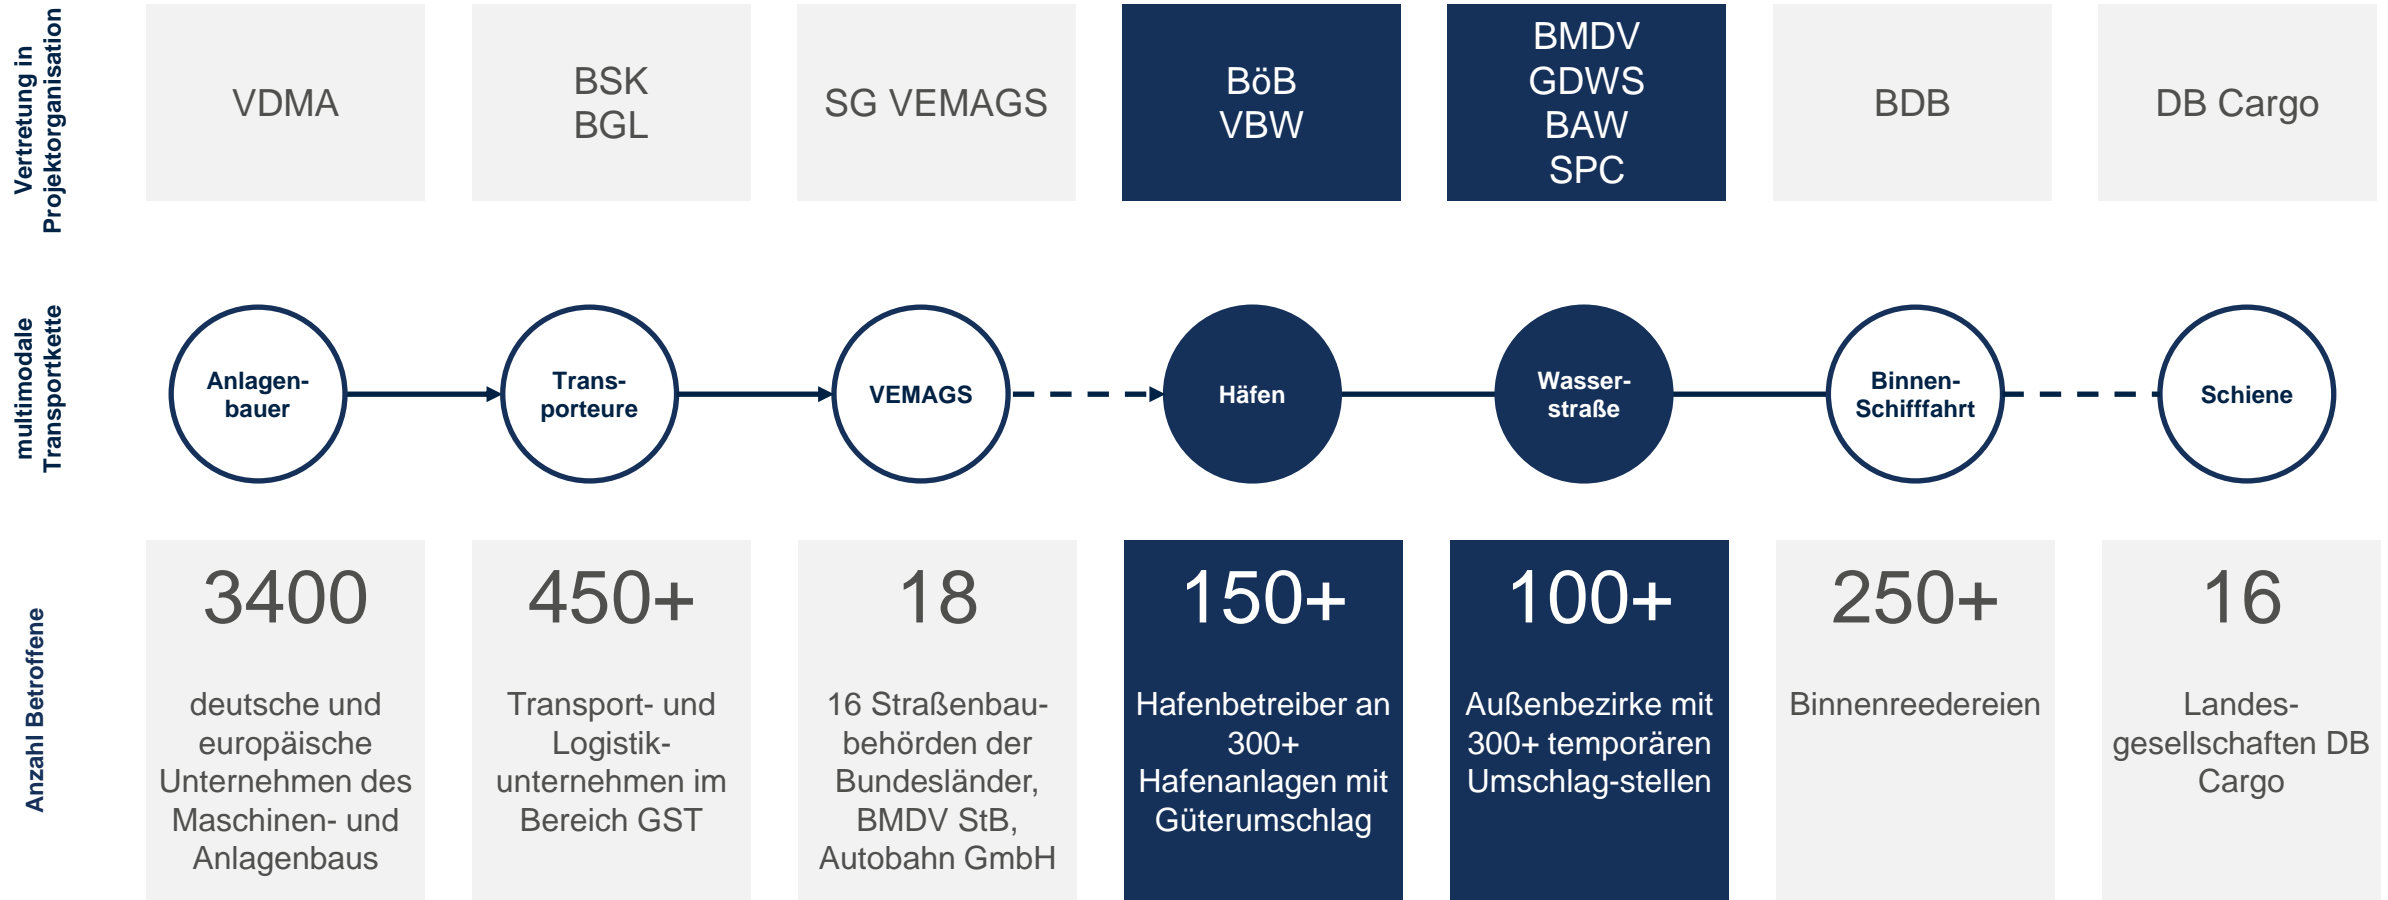 Vertretung in
Projektorganisation
VDMA
BSK
BGL
SG VEMAGS
BöB
VBW
BMDV
GDWS
BAW
SPC
BDB
DB Cargo
multimodale
Transportkette
Anlagen-
bauer
Trans-
porteure
VEMAGS
Häfen
Wasser-
straße
Binnen-
Schifffahrt
Schiene
Anzahl Betroffene
3400
deutsche und
europäische
Unternehmen des
Maschinen- und
Anlagenbaus
450+
Transport- und
Logistik-
unternehmen im
Bereich GST
18
16 Straßenbau-
behörden der
Bundesländer,
BMDV StB,
Autobahn GmbH
150+
Hafenbetreiber an
300+
Hafenanlagen mit
Güterumschlag
100+
Außenbezirke mit
300+ temporären
Umschlag-stellen
250+
Binnenreedereien
16
Landes-
gesellschaften DB
Cargo